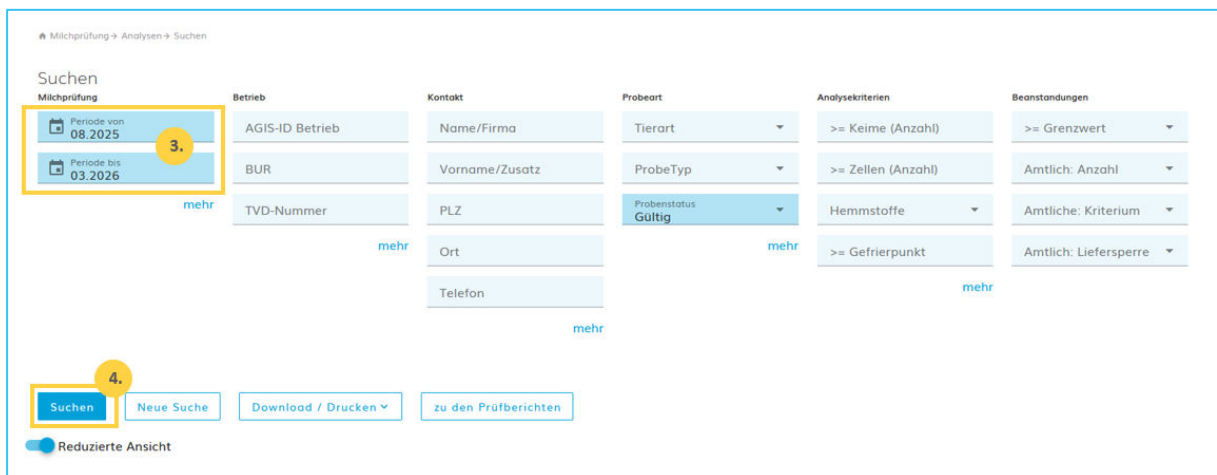 Milchprüfung → Analysen → Suchen
Suchen
Milchprüfung
Periode von
08.2025
Periode bis
03.2026
3.
mehr
Betrieb
AGIS-ID Betrieb
BUR
TVD-Nummer
mehr
Kontakt
Name/Firma
Vorname/Zusatz
PLZ
Ort
Telefon
mehr
Probeart
Tierart
ProbeTyp
Probenstatus
Gültig
mehr
Analysekriterien
>= Keime (Anzahl)
>= Zellen (Anzahl)
Hemmstoffe
>= Gefrierpunkt
mehr
Beanstandungen
>= Grenzwert
Amtlich: Anzahl
Amtliche: Kriterium
Amtlich: Liefersperre
4.
Suchen
Neue Suche
Download / Drucken
zu den Prüfberichten
Reduzierte Ansicht